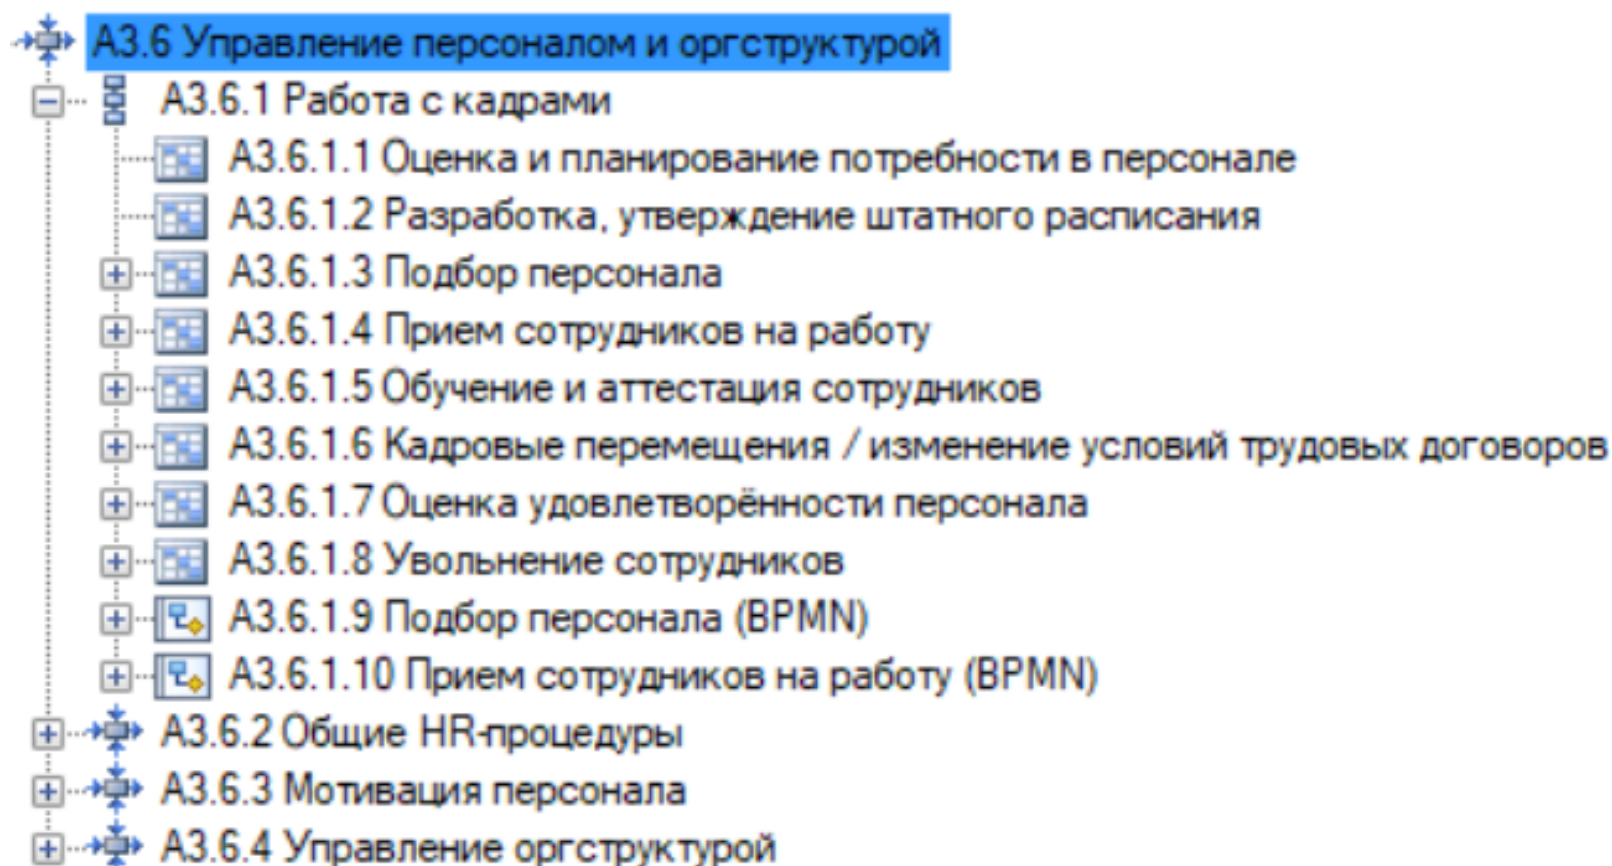 А3.6 Управление персоналом и оргструктурой
А3.6.1 Работа с кадрами
А3.6.1.1 Оценка и планирование потребности в персонале
А3.6.1.2 Разработка, утверждение штатного расписания
А3.6.1.3 Подбор персонала
А3.6.1.4 Прием сотрудников на работу
А3.6.1.5 Обучение и аттестация сотрудников
А3.6.1.6 Кадровые перемещения / изменение условий трудовых договоров
А3.6.1.7 Оценка удовлетворённости персонала
А3.6.1.8 Увольнение сотрудников
А3.6.1.9 Подбор персонала (BPMN)
А3.6.1.10 Прием сотрудников на работу (BPMN)
А3.6.2 Общие HR-процедуры
А3.6.3 Мотивация персонала
А3.6.4 Управление оргструктурой